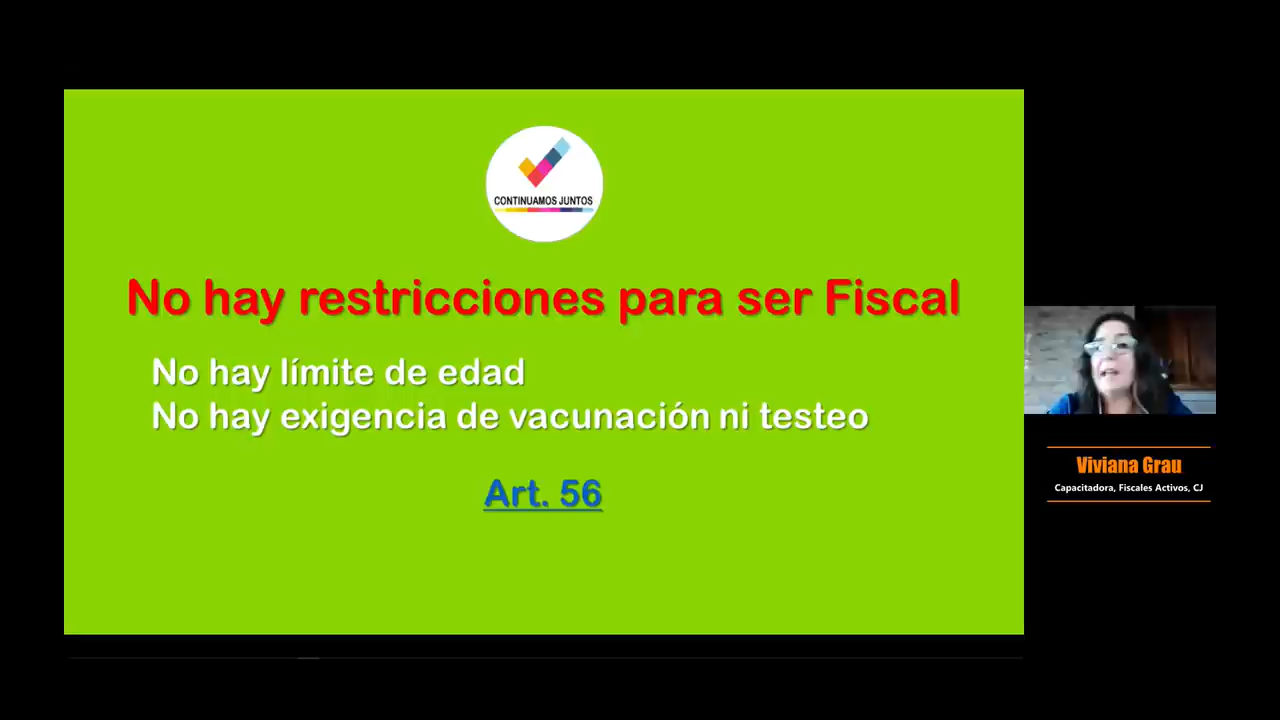 CONTINUAMOS JUNTOS
No hay restricciones para ser Fiscal
No hay límite de edad
No hay exigencia de vacunación ni testeo
Art. 56
Viviana Grau
Capacitadora, Fiscales Activos, CJ